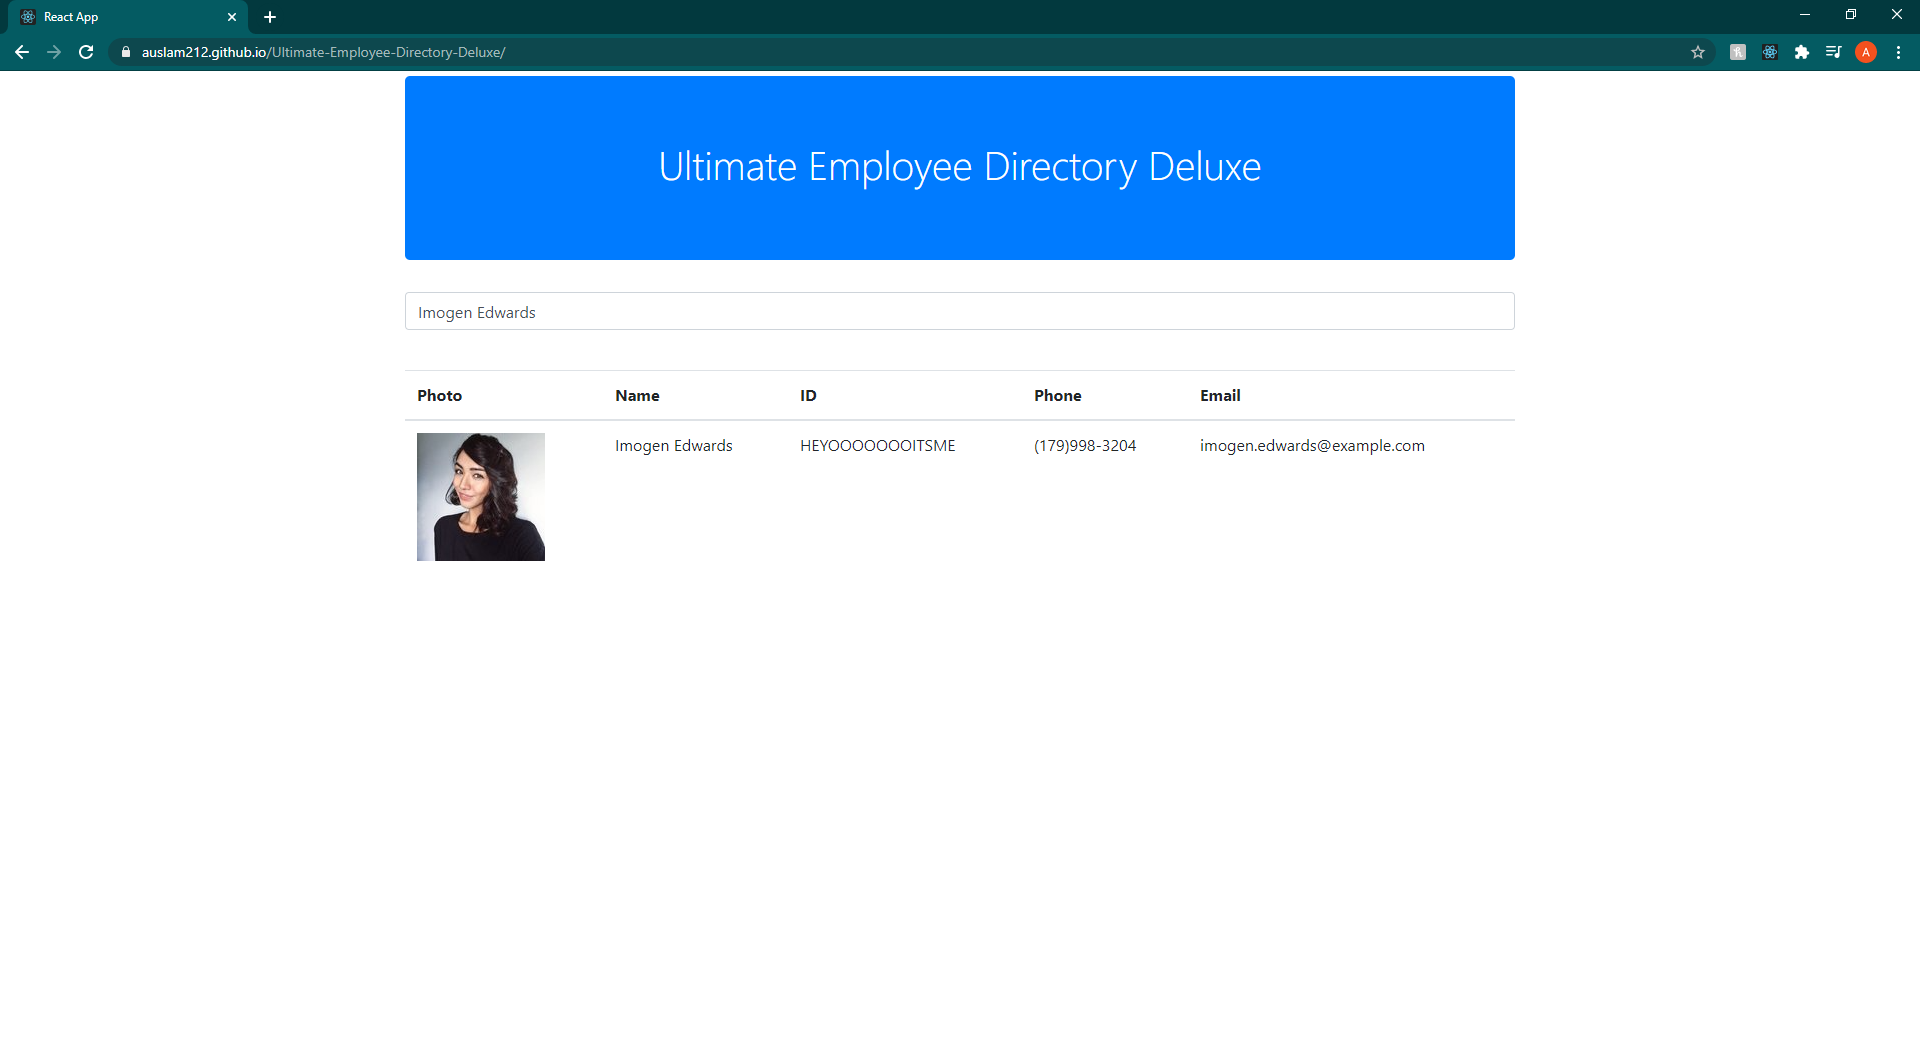 React App
auslam212.github.io/Ultimate-Employee-Directory-Deluxe/
A
Ultimate Employee Directory Deluxe
Imogen Edwards
Photo Name ID Phone Email
Imogen Edwards HEYOOOOOOOITSME (179)998-3204 imogen.edwards@example.com